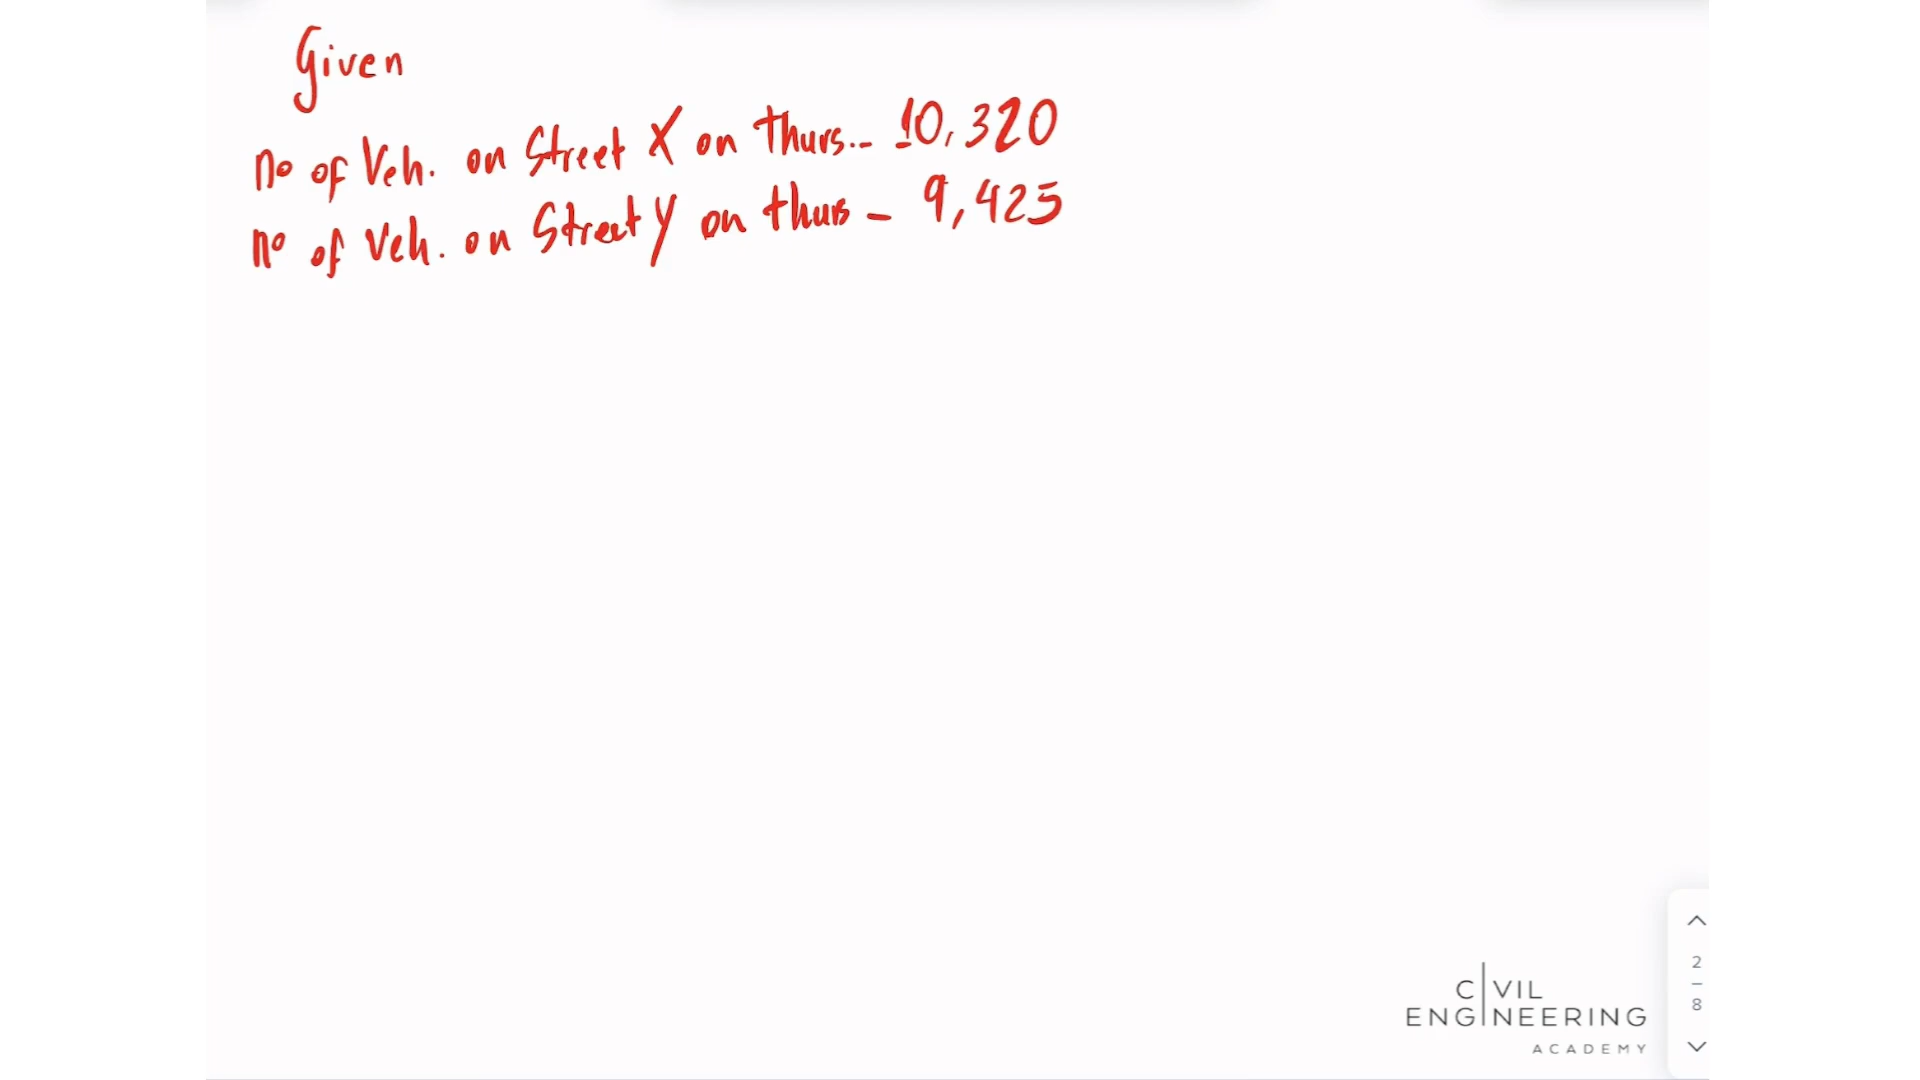 Given
no of Veh. on Street X on thurs.- 10,320
no of Veh. on Street Y on thurs - 9,425
CIVIL
ENGINEERING
ACADEMY
2
8